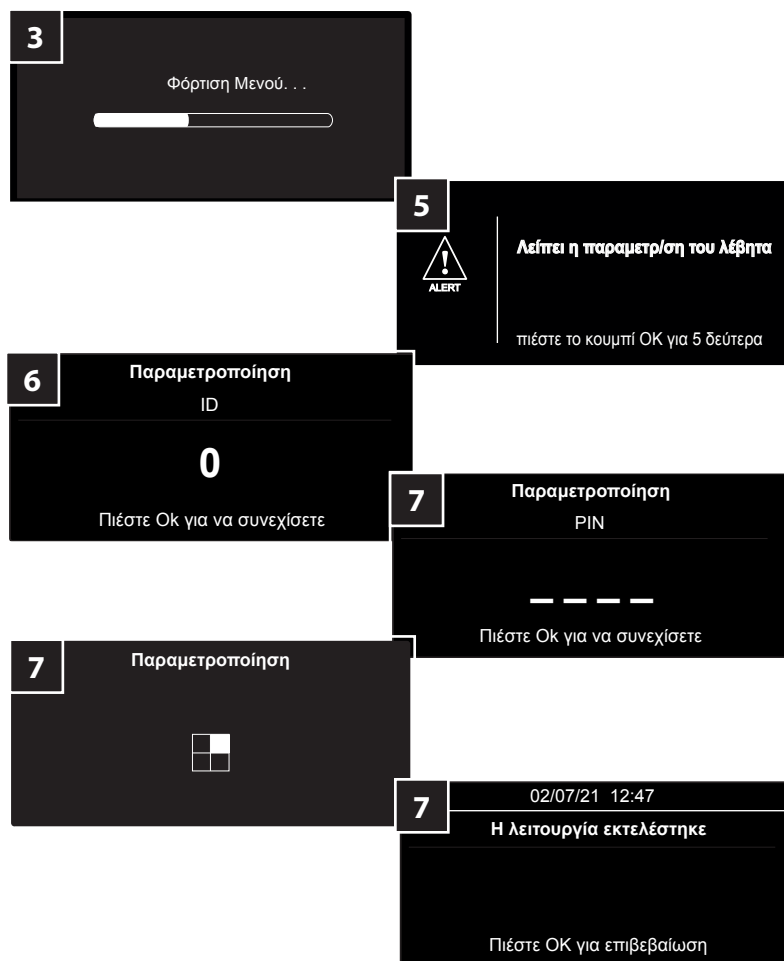 3
Φόρτιση Μενού. . .
5
ALERT
Λείπει η παραμετρ/ση του λέβητα
πιέστε το κουμπί OK για 5 δεύτερα
6
Παραμετροποίηση
ID
0
Πιέστε Ok για να συνεχίσετε
7
Παραμετροποίηση
PIN
_ _ _ _
Πιέστε Ok για να συνεχίσετε
7
Παραμετροποίηση
7
02/07/21 12:47
Η λειτουργία εκτελέστηκε
Πιέστε OK για επιβεβαίωση